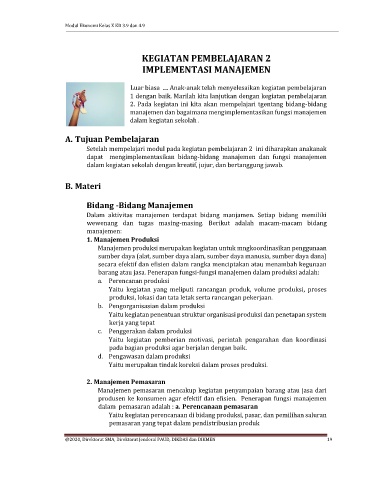 Modul Ekonomi Kelas X KD 3.9 dan 4.9
KEGIATAN PEMBELAJARAN 2
IMPLEMENTASI MANAJEMEN
Luar biasa .... Anak-anak telah menyelesaikan kegiatan pembelajaran
1 dengan baik. Marilah kita lanjutkan dengan kegiatan pembelajaran
2. Pada kegiatan ini kita akan mempelajari tgentang bidang-bidang
manajemen dan bagaimana mengimplementasikan fungsi manajemen
dalam kegiatan sekolah .
A. Tujuan Pembelajaran
Setelah mempelajari modul pada kegiatan pembelajaran 2 ini diharapkan anakanak
dapat mengimplementasikan bidang-bidang manajemen dan fungsi manajemen
dalam kegiatan sekolah dengan kreatif, jujur, dan bertanggung jawab.
B. Materi
Bidang -Bidang Manajemen
Dalam aktivitas manajemen terdapat bidang manjamen. Setiap bidang memiliki
wewenang dan tugas masing-masing. Berikut adalah macam-macam bidang
manajemen:
1. Manajemen Produksi
Manajemen produksi merupakan kegiatan untuk mngkoordinasikan penggunaan
sumber daya (alat, sumber daya alam, sumber daya manusia, sumber daya dana)
secara efektif dan efisien dalam rangka menciptakan atau menambah kegunaan
barang atau jasa. Penerapan fungsi-fungsi manajemen dalam produksi adalah:
a. Perencanan produksi
Yaitu kegiatan yang meliputi rancangan produk, volume produksi, proses
produksi, lokasi dan tata letak serta rancangan pekerjaan.
b. Pengorganisasian dalam produksi
Yaitu kegiatan penentuan struktur organisasi produksi dan penetapan system
kerja yang tepat
c. Penggerakan dalam produksi
Yaitu kegiatan pemberian motivasi, perintah pengarahan dan koordinasi
pada bagian produksi agar berjalan dengan baik.
d. Pengawasan dalam produksi
Yaitu merupakan tindak koreksi dalam proses produksi.
2. Manajemen Pemasaran
Manajemen pemasaran mencakup kegiatan penyampaian barang atau jasa dari
produsen ke konsumen agar efektif dan efisien. Penerapan fungsi manajemen
dalam pemasaran adalah : a. Perencanaan pemasaran
Yaitu kegiatan perencanaan di bidang produksi, pasar, dan pemilihan saluran
pemasaran yang tepat dalam pendistribusian produk
@2020, Direktorat SMA, Direktorat Jenderal PAUD, DIKDAS dan DIKMEN 19